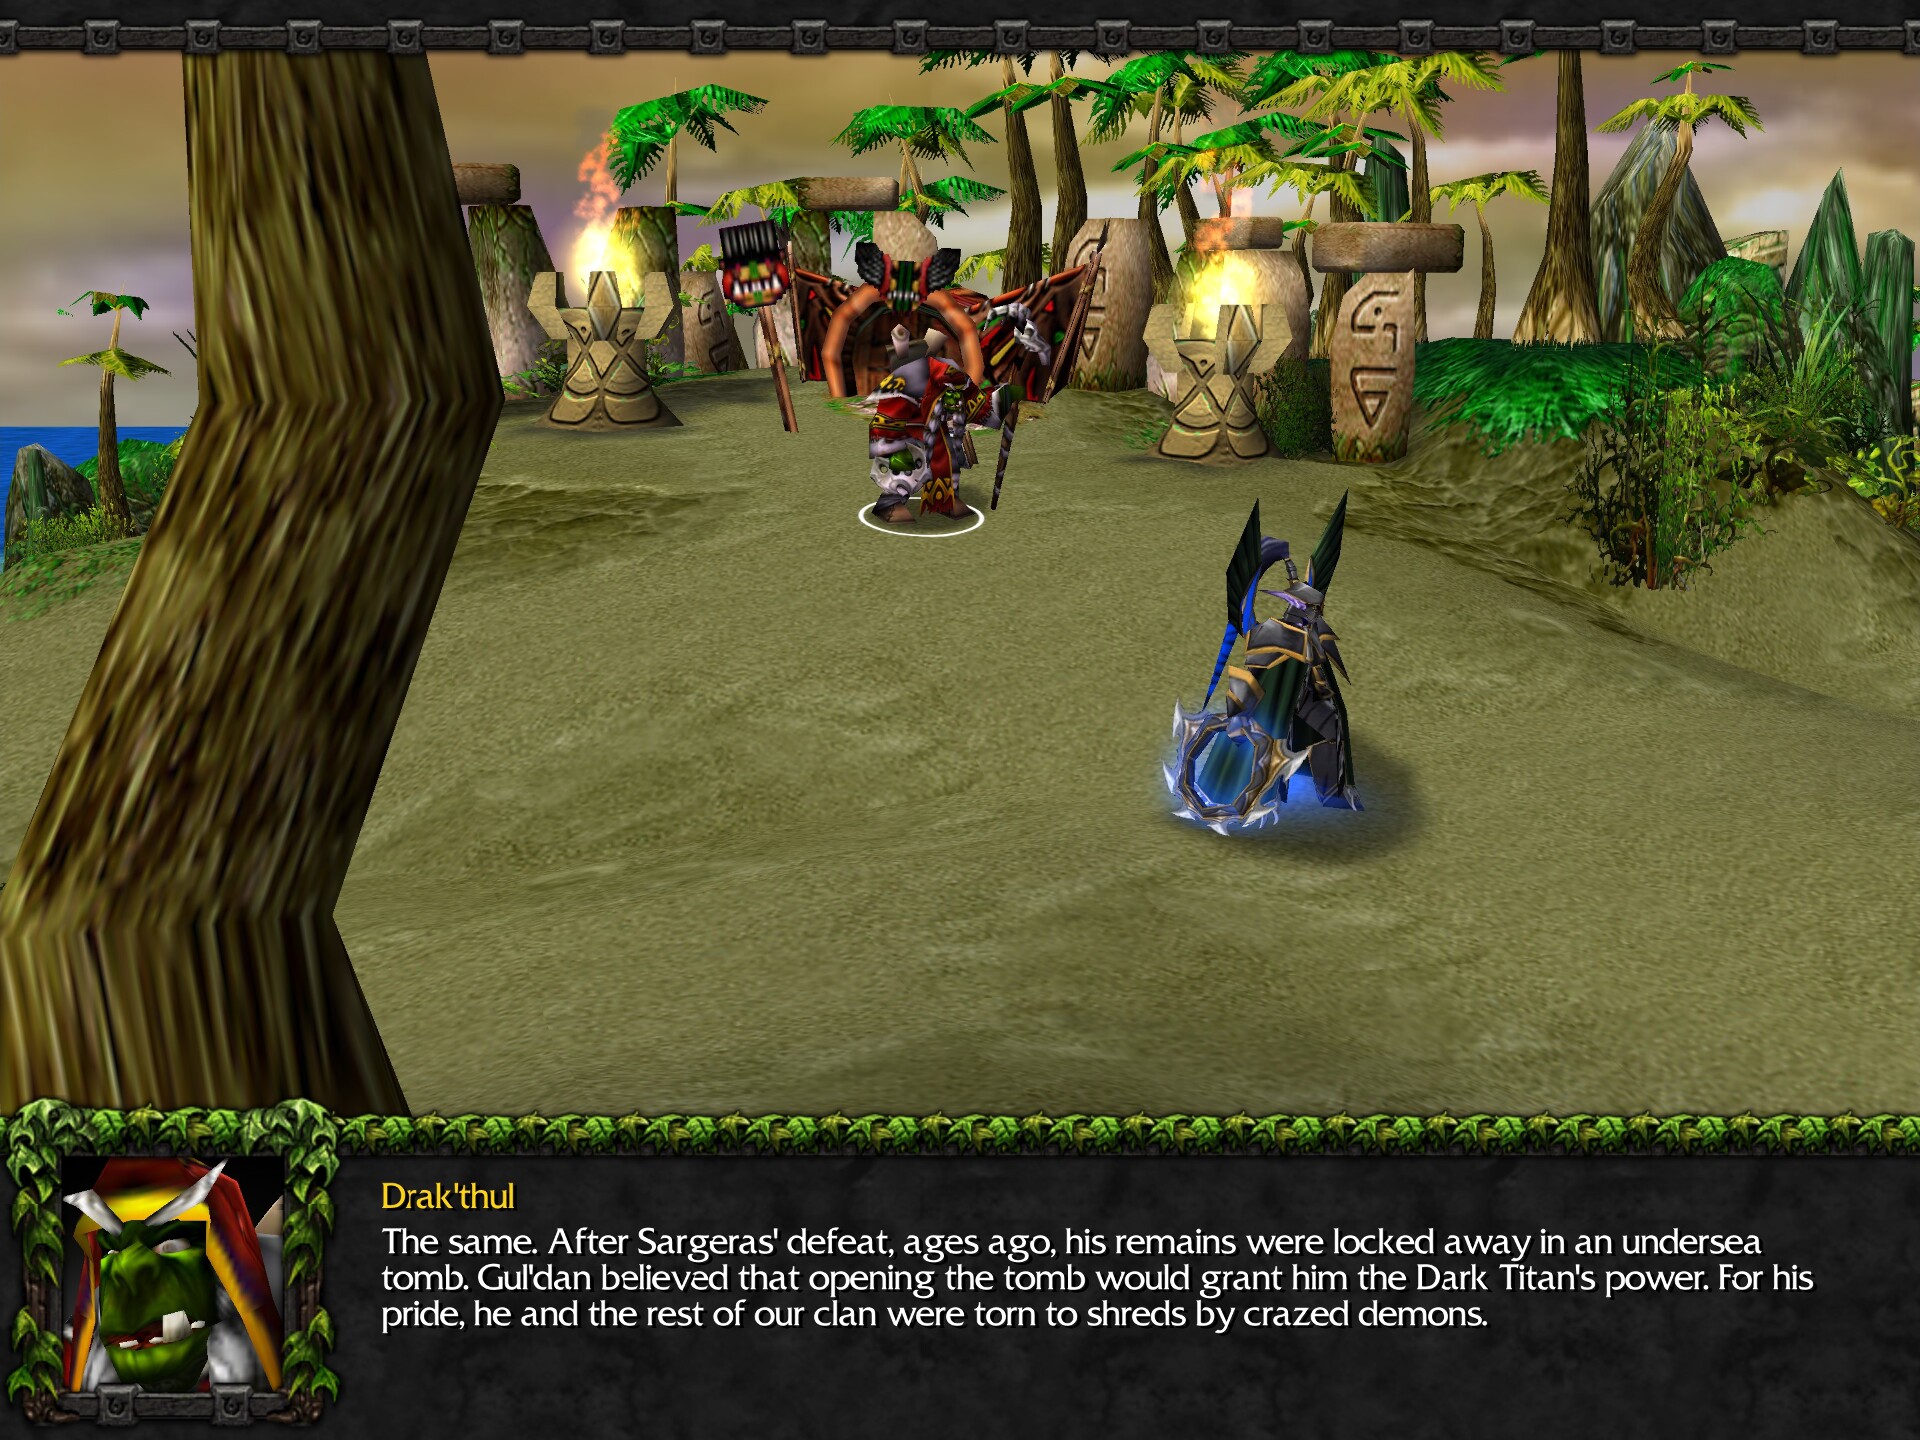 Drak'thul
The same. After Sargeras' defeat, ages ago, his remains were locked away in an undersea
tomb. Gul'dan believed that opening the tomb would grant him the Dark Titan's power. For his
pride, he and the rest of our clan were torn to shreds by crazed demons.